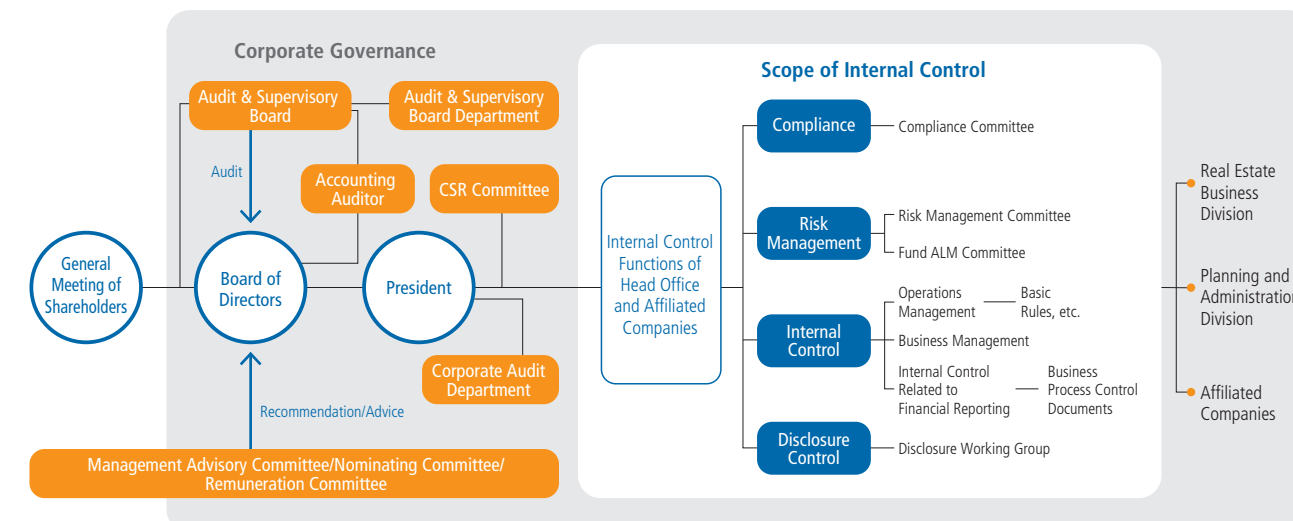 Corporate Governance
Audit & Supervisory
Board
Audit & Supervisory
Board Department
Audit
Accounting
Auditor
CSR Committee
General
Meeting of
Shareholders
Board of
Directors
President
Corporate Audit
Department
Recommendation/Advice
Management Advisory Committee/Nominating Committee/
Remuneration Committee
Scope of Internal Control
Internal Control
Functions of
Head Office
and Affiliated
Companies
Compliance
Compliance Committee
Risk
Management
Risk Management Committee
Fund ALM Committee
Internal
Control
Operations
Management
Basic
Rules, etc.
Business Management
Internal Control
Related to
Financial Reporting
Business
Process Control
Documents
Disclosure
Control
Disclosure Working Group
Real Estate
Business
Division
Planning and
Administration
Division
Affiliated
Companies